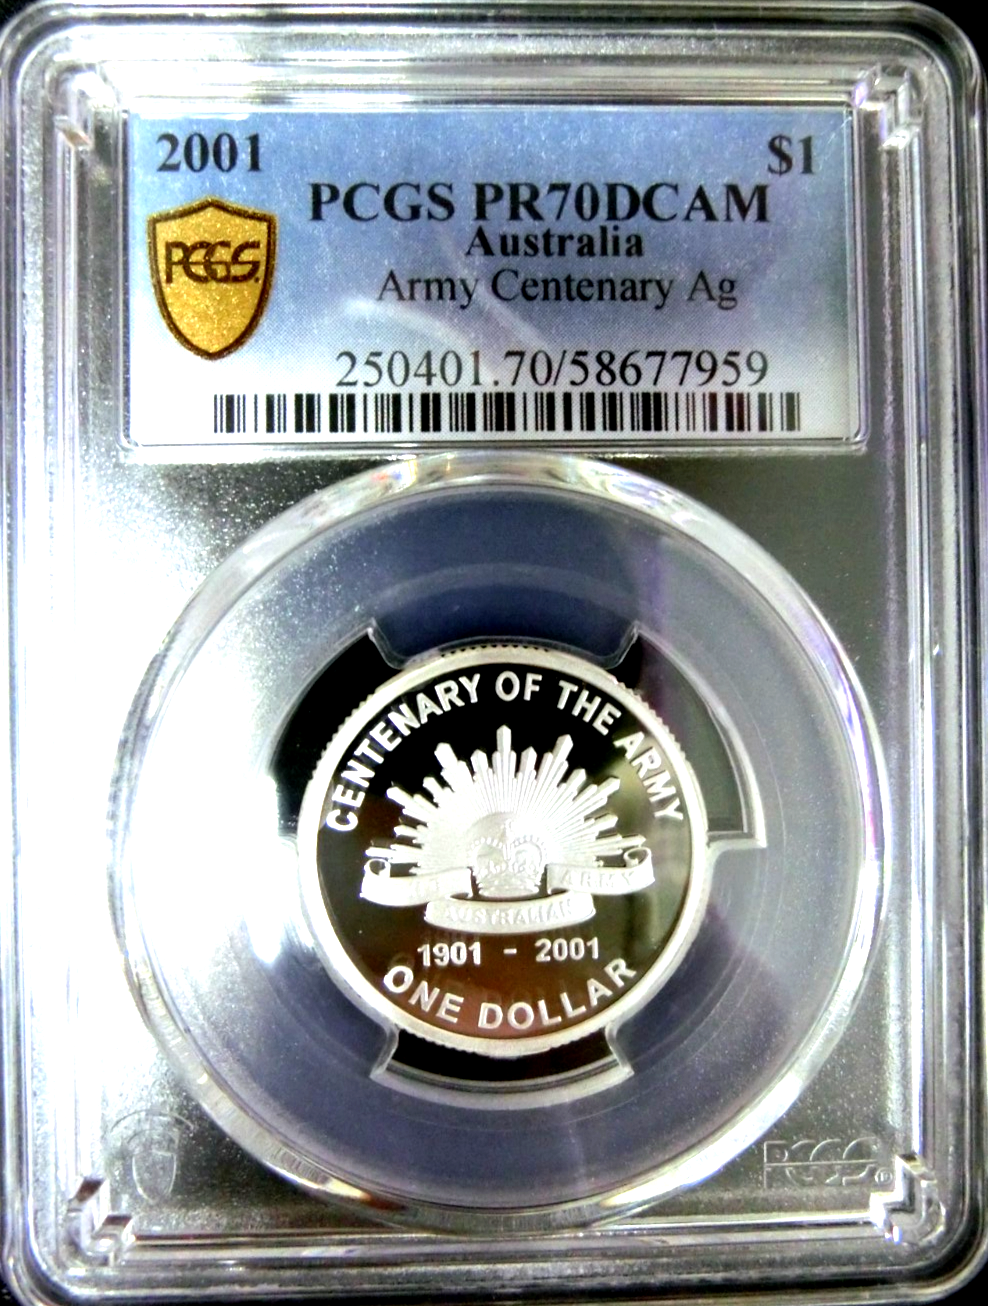 2001 $1
PCGS PR70DCAM
PCGS
Australia
Army Centenary Ag
250401.70/58677959
CENTENARY OF THE ARMY
ARMY
AUSTRALIAN
1901 - 2001
ONE DOLLAR
PCGS